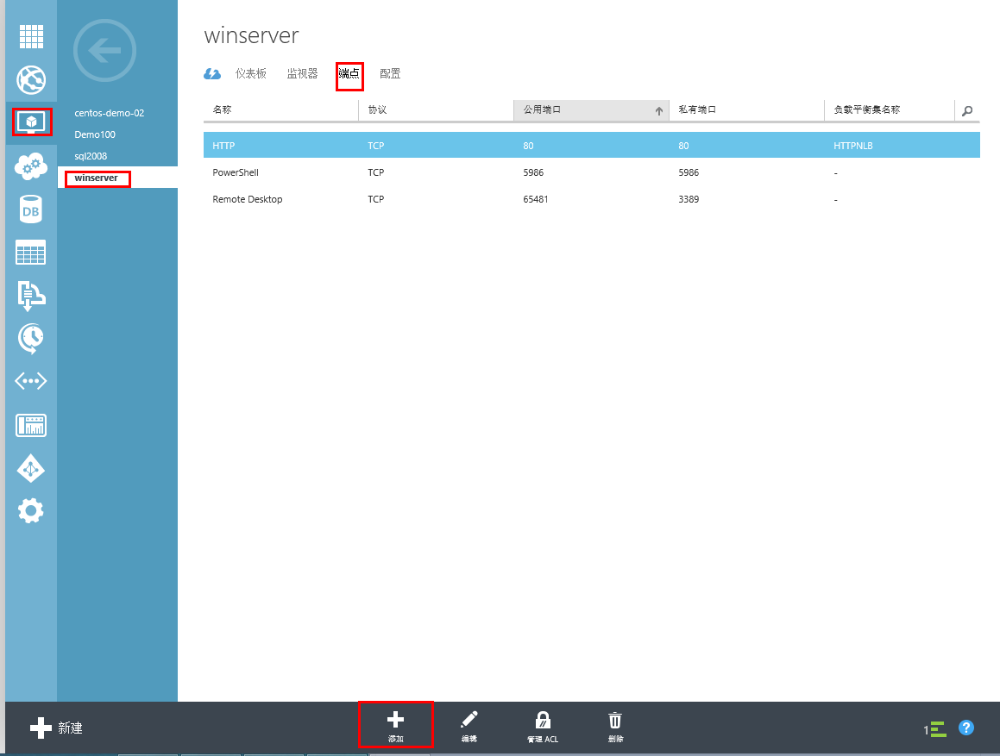 winserver
仪表板 监视器 端点 配置
centos-demo-02
Demo100
sql2008
winserver
名称 协议 公用端口 私有端口 负载平衡集名称
HTTP TCP 80 80 HTTPNLB
PowerShell TCP 5986 5986 -
Remote Desktop TCP 65481 3389 -
DB
新建
添加 编辑 管理 ACL 删除
1 ?